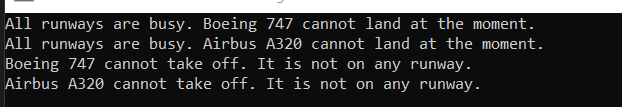 All runways are busy. Boeing 747 cannot land at the moment.
All runways are busy. Airbus A320 cannot land at the moment.
Boeing 747 cannot take off. It is not on any runway.
Airbus A320 cannot take off. It is not on any runway.